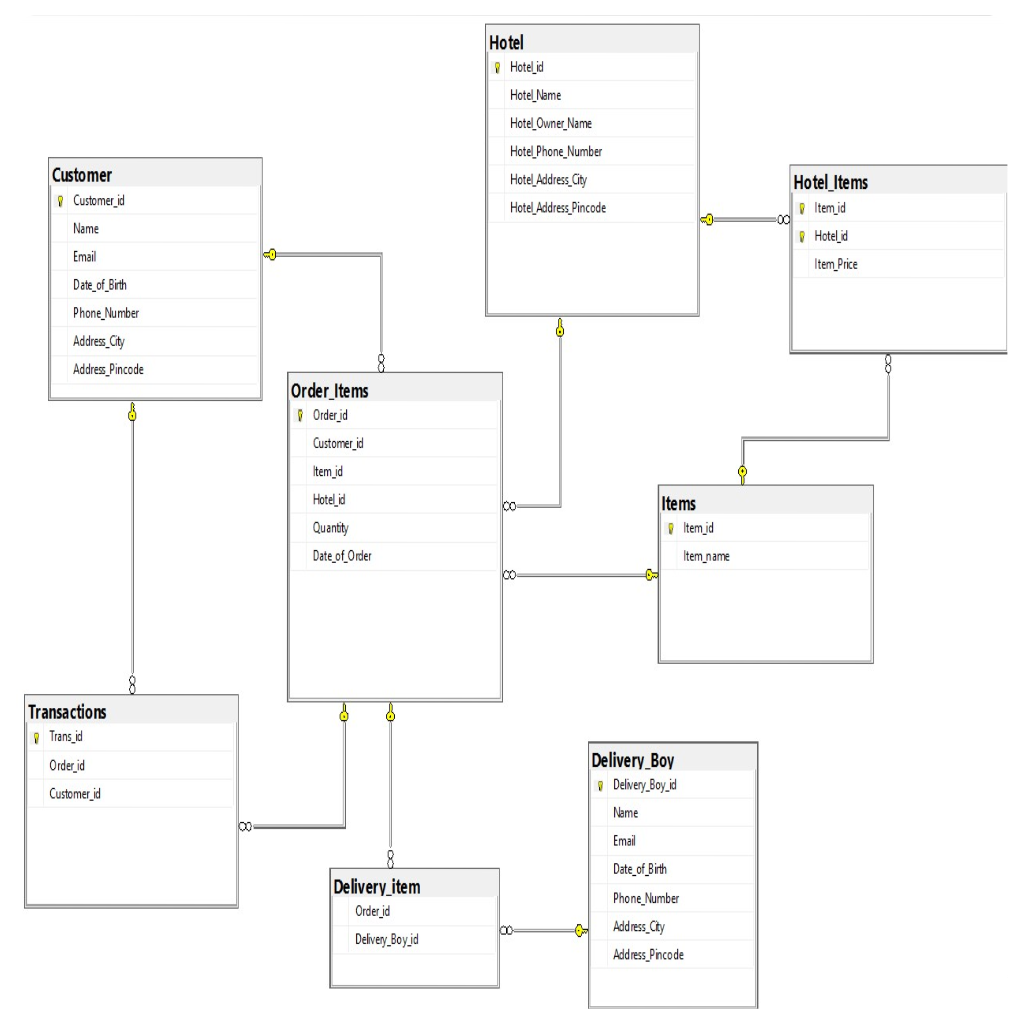 Hotel
Hotel_id
Hotel_Name
Hotel_Owner_Name
Hotel_Phone_Number
Hotel_Address_City
Hotel_Address_Pincode
Customer
Customer_id
Name
Email
Date_of_Birth
Phone_Number
Address_City
Address_Pincode
Hotel_Items
Item_id
Hotel_id
Item_Price
Order_Items
Order_id
Customer_id
Item_id
Hotel_id
Quantity
Date_of_Order
Items
Item_id
Item_name
Transactions
Trans_id
Order_id
Customer_id
Delivery_Boy
Delivery_Boy_id
Name
Email
Date_of_Birth
Phone_Number
Address_City
Address_Pincode
Delivery_item
Order_id
Delivery_Boy_id